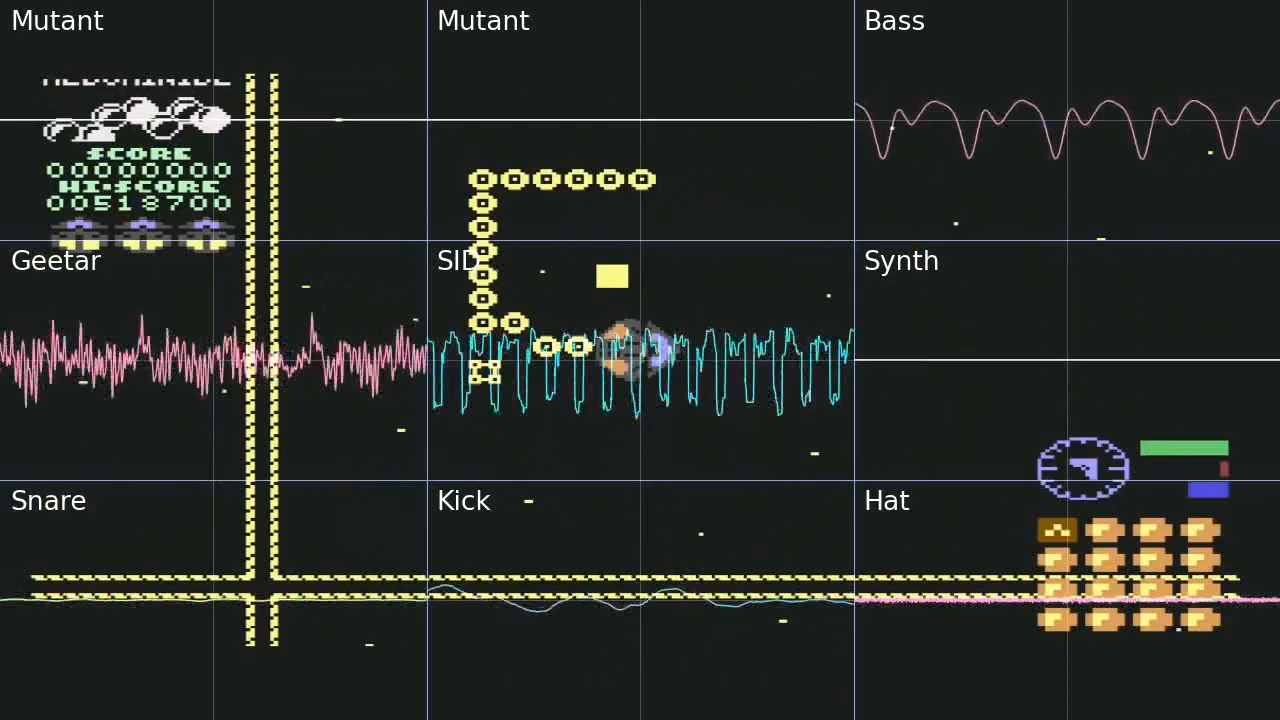 Mutant
Mutant
Bass
SCORE
00000000
HI-SCORE
00518700
Geetar
SID
Synth
Snare
Kick
Hat